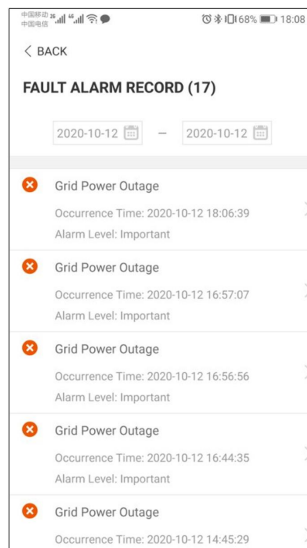 中国移动 26 46 68% 18:08
中国电信
< BACK
FAULT ALARM RECORD (17)
2020-10-12 — 2020-10-12
Grid Power Outage
Occurrence Time: 2020-10-12 18:06:39
Alarm Level: Important
Grid Power Outage
Occurrence Time: 2020-10-12 16:57:07
Alarm Level: Important
Grid Power Outage
Occurrence Time: 2020-10-12 16:56:56
Alarm Level: Important
Grid Power Outage
Occurrence Time: 2020-10-12 16:44:35
Alarm Level: Important
Grid Power Outage
Occurrence Time: 2020-10-12 14:45:29